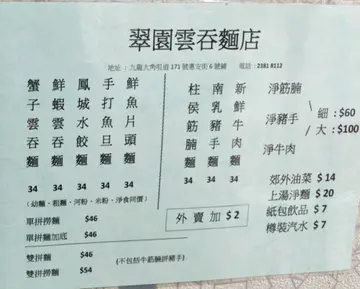 翠園雲吞麵店
地址 : 九龍大角咀道 171 號惠安街 6 號舖 電話 : 2381 8112
蟹子雲吞麵 34
鮮蝦雲吞麵 34
鳳城水餃麵 34
手打魚旦麵 34
鮮魚片頭麵 34
(幼麵、粗麵、河粉、米粉、淨食同價)
單拼撈麵 $46
單拼麵加底 $46
雙拼麵 $46
雙拼撈麵 $54
(不包括牛筋腩拼豬手)
柱侯筋腩麵 34
南乳豬手麵 34
新鮮牛肉麵 34
外賣加 $ 2
淨筋腩
淨豬手
淨牛肉
細 : $60
大 : $100
郊外油菜 $ 14
上湯淨麵 $ 20
紙包飲品 $ 7
樽裝汽水 $ 7